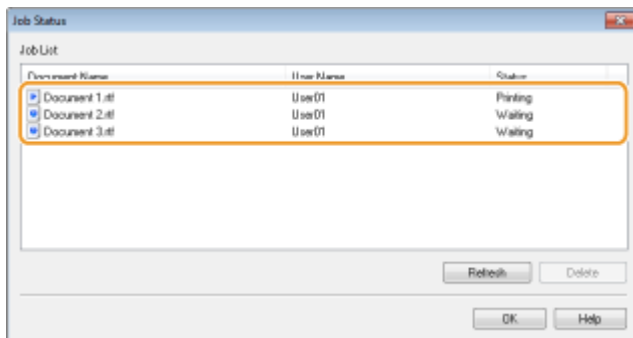 Job Status
Job List
Document Name User Name Status
Document 1.rtf User01 Printing
Document 2.rtf User01 Waiting
Document 3.rtf User01 Waiting
Refresh Delete
OK Help